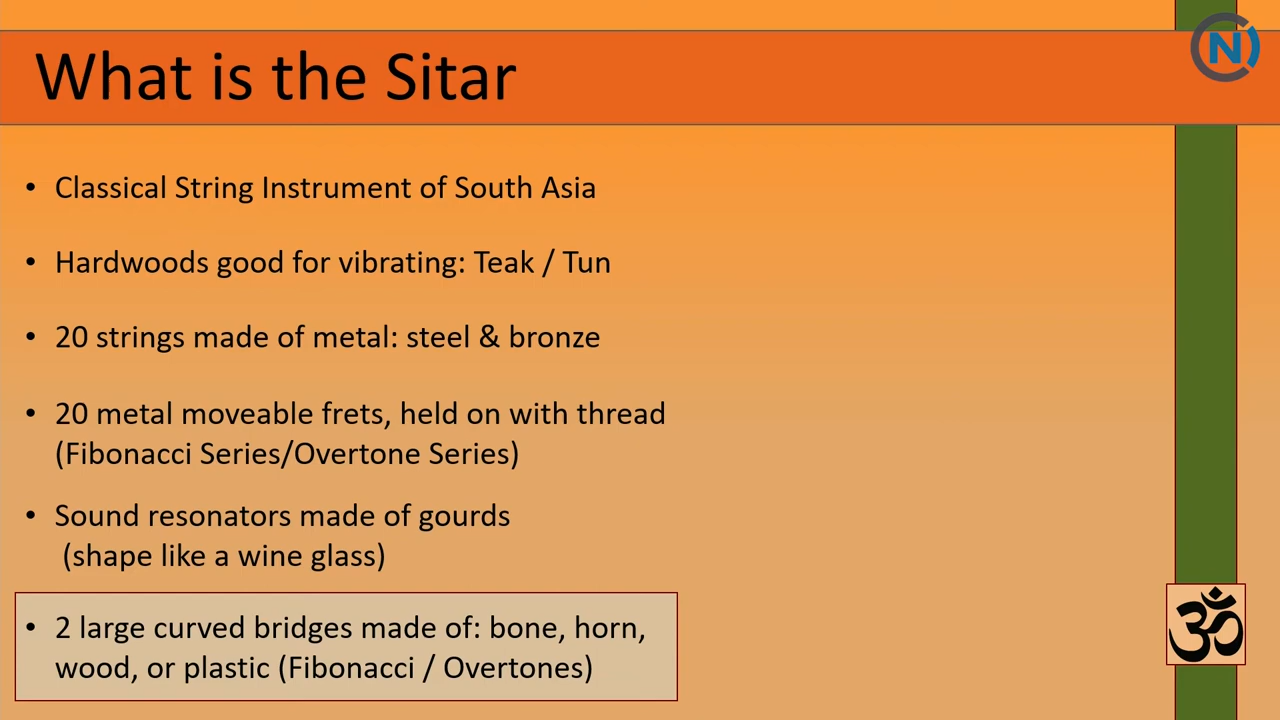 What is the Sitar
N
• Classical String Instrument of South Asia
• Hardwoods good for vibrating: Teak / Tun
• 20 strings made of metal: steel & bronze
• 20 metal moveable frets, held on with thread
(Fibonacci Series/Overtone Series)
• Sound resonators made of gourds
(shape like a wine glass)
• 2 large curved bridges made of: bone, horn,
wood, or plastic (Fibonacci / Overtones)
ॐ